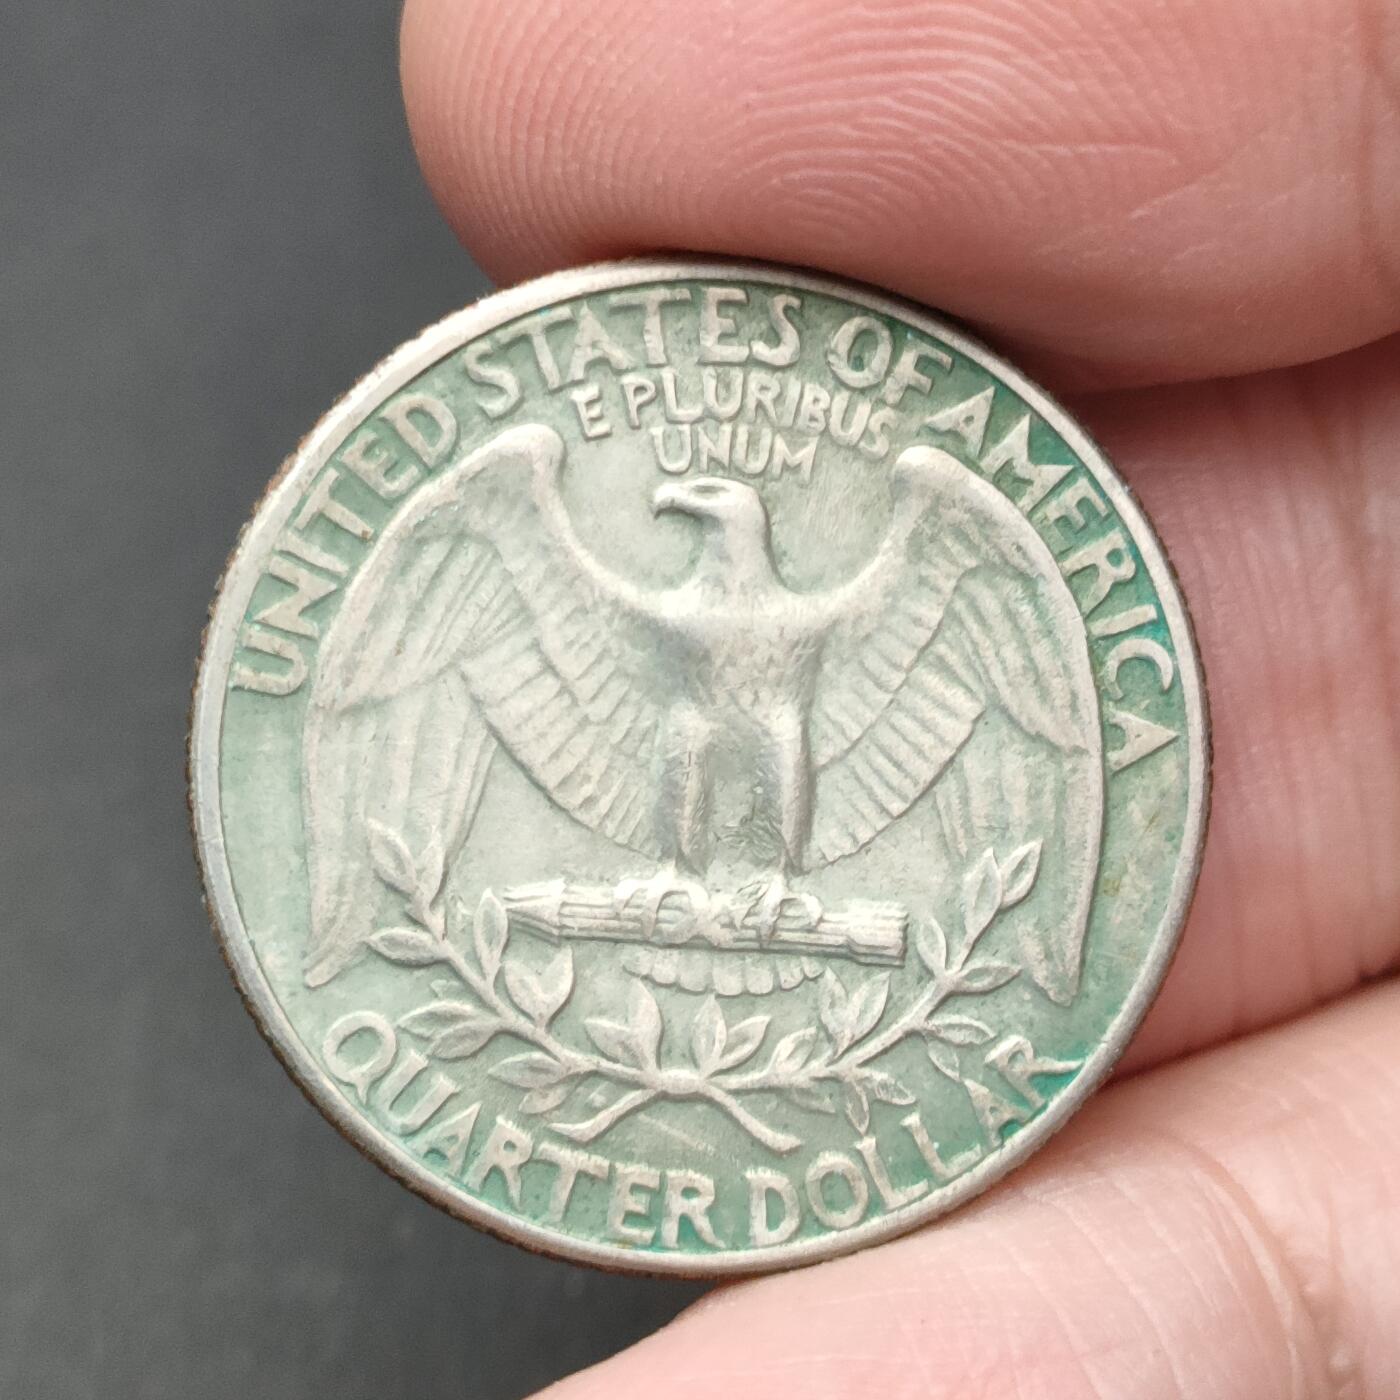 UNITED STATES OF AMERICA
E PLURIBUS
UNUM
QUARTER DOLLAR